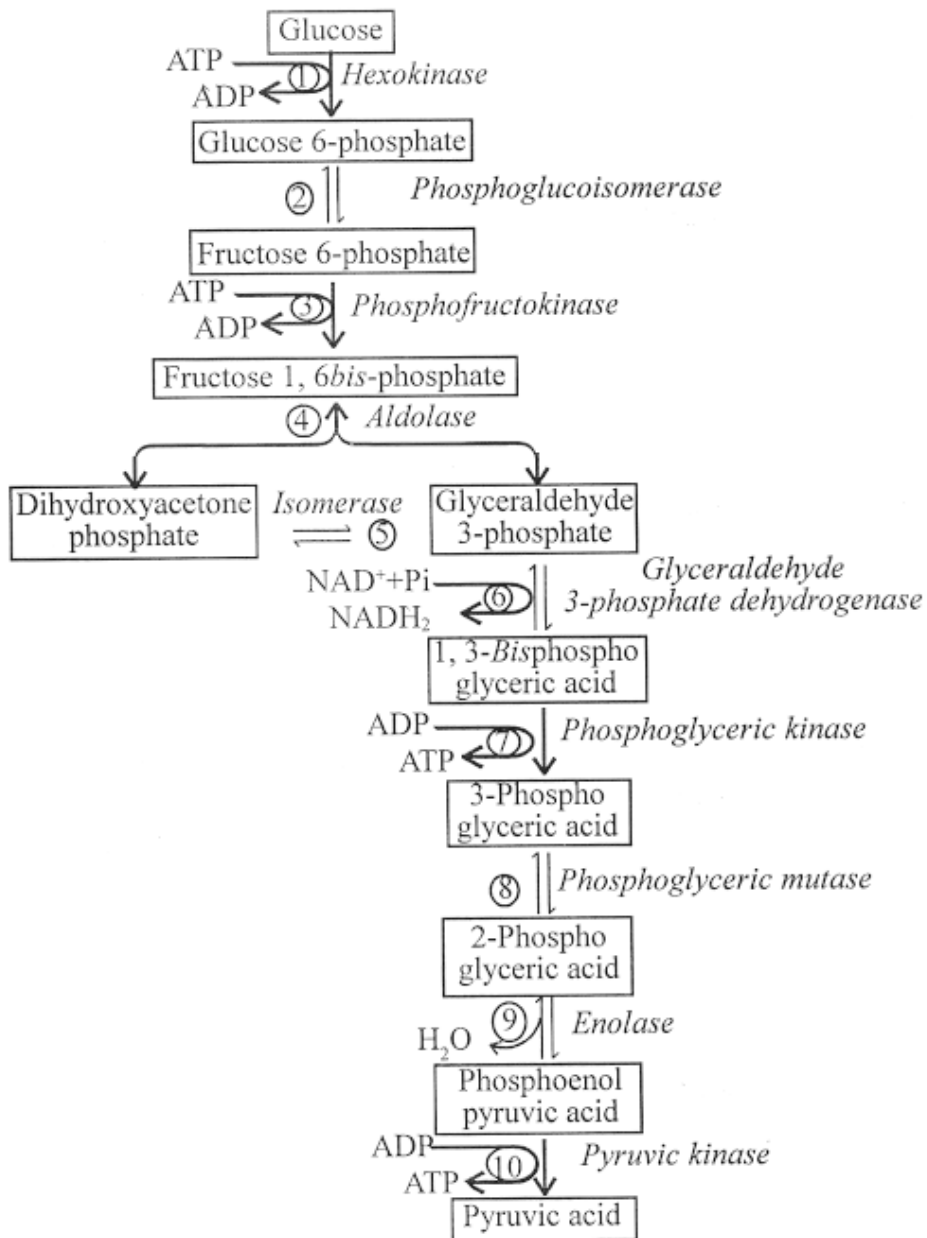 Glucose
ATP
① Hexokinase
ADP
Glucose 6-phosphate
② Phosphoglucoisomerase
Fructose 6-phosphate
ATP
③ Phosphofructokinase
ADP
Fructose 1, 6bis-phosphate
④ Aldolase
Dihydroxyacetone
phosphate
Isomerase
⑤
Glyceraldehyde
3-phosphate
NAD⁺+Pi
⑥
NADH₂
Glyceraldehyde
3-phosphate dehydrogenase
1, 3-Bisphospho
glyceric acid
ADP
⑦ Phosphoglyceric kinase
ATP
3-Phospho
glyceric acid
⑧ Phosphoglyceric mutase
2-Phospho
glyceric acid
⑨ Enolase
H₂O
Phosphoenol
pyruvic acid
ADP
⑩ Pyruvic kinase
ATP
Pyruvic acid